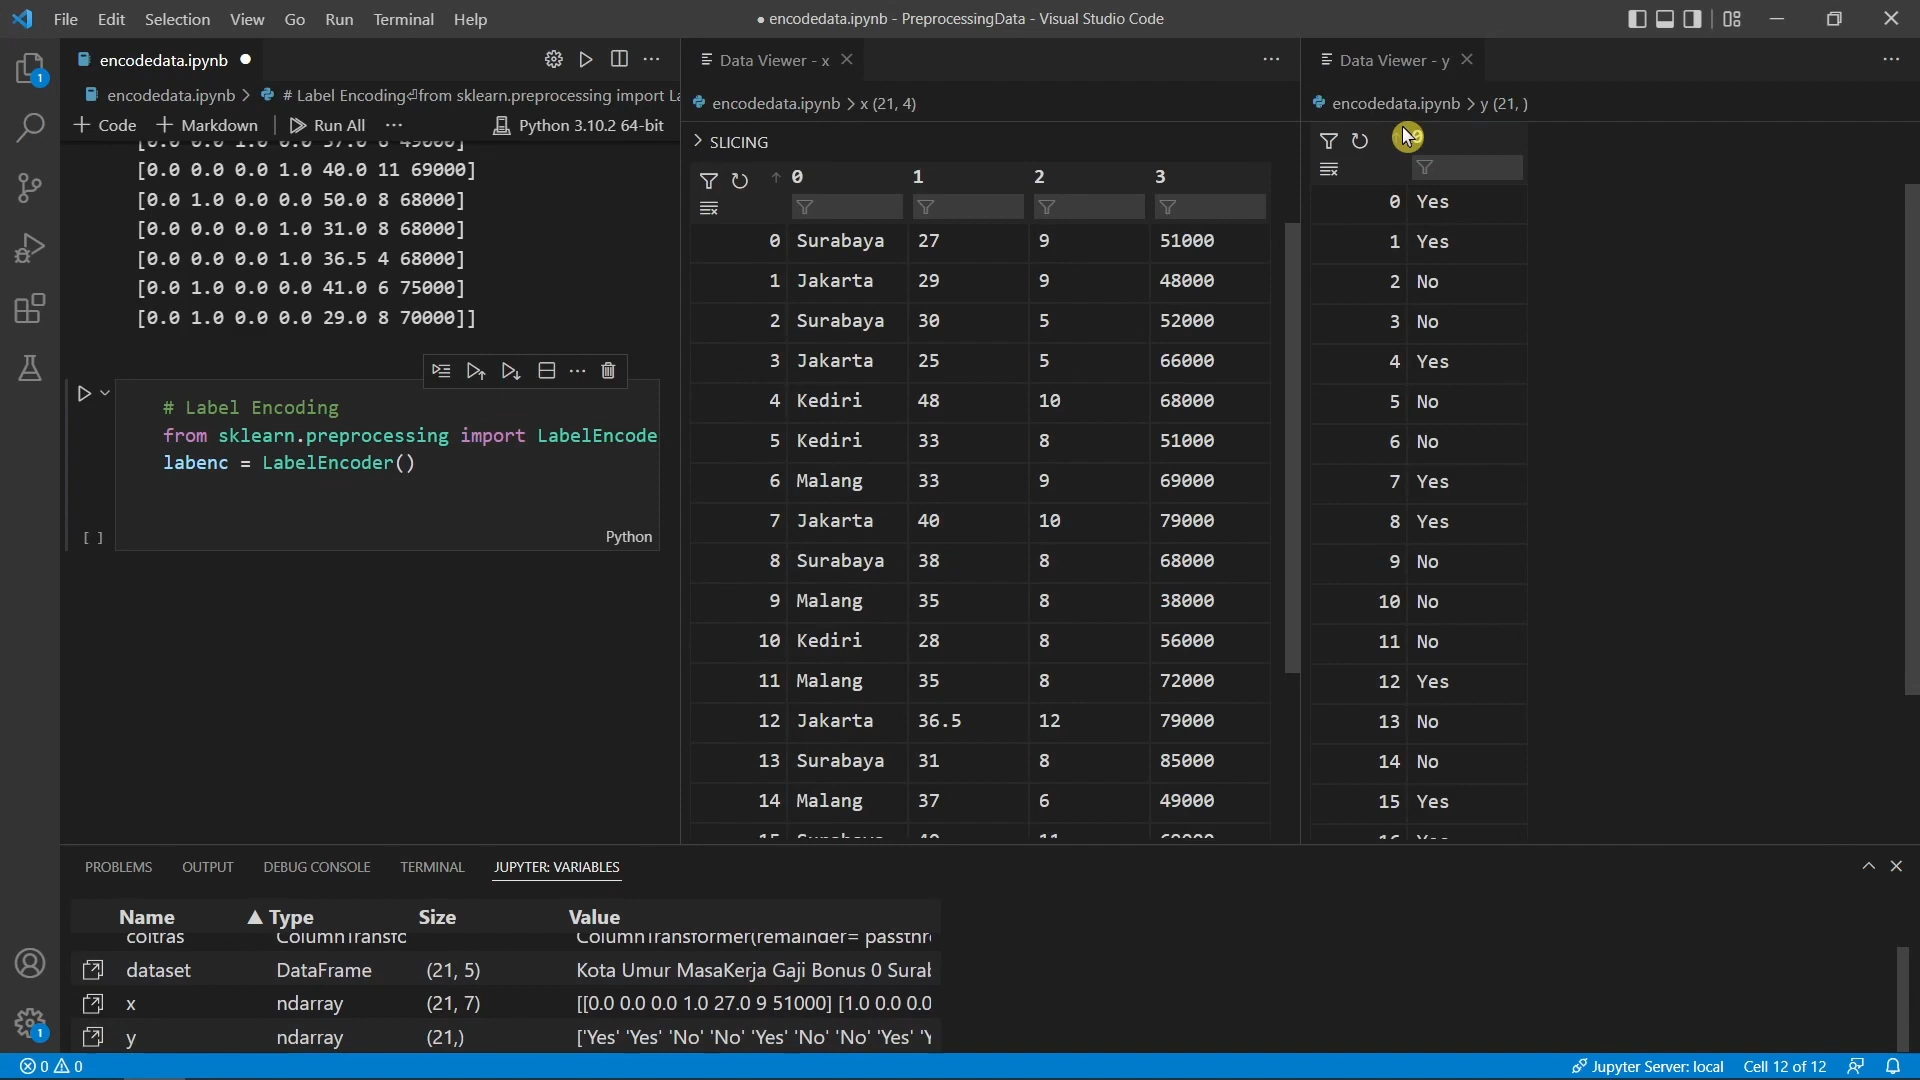 File Edit Selection View Go Run Terminal Help
● encodedata.ipynb - PreprocessingData - Visual Studio Code
encodedata.ipynb ●
encodedata.ipynb > # Label Encoding⏎from sklearn.preprocessing import La
+ Code + Markdown | Run All ···
Python 3.10.2 64-bit
[0.0 0.0 0.0 1.0 40.0 11 69000]
[0.0 1.0 0.0 0.0 50.0 8 68000]
[0.0 0.0 0.0 1.0 31.0 8 68000]
[0.0 0.0 0.0 1.0 36.5 4 68000]
[0.0 1.0 0.0 0.0 41.0 6 75000]
[0.0 1.0 0.0 0.0 29.0 8 70000]]
# Label Encoding
from sklearn.preprocessing import LabelEncode
labenc = LabelEncoder()
[ ]
Python
Data Viewer - x
encodedata.ipynb > x (21, 4)
> SLICING
0 1 2 3
0 Surabaya 27 9 51000
1 Jakarta 29 9 48000
2 Surabaya 30 5 52000
3 Jakarta 25 5 66000
4 Kediri 48 10 68000
5 Kediri 33 8 51000
6 Malang 33 9 69000
7 Jakarta 40 10 79000
8 Surabaya 38 8 68000
9 Malang 35 8 38000
10 Kediri 28 8 56000
11 Malang 35 8 72000
12 Jakarta 36.5 12 79000
13 Surabaya 31 8 85000
14 Malang 37 6 49000
Data Viewer - y
encodedata.ipynb > y (21, )
0 Yes
1 Yes
2 No
3 No
4 Yes
5 No
6 No
7 Yes
8 Yes
9 No
10 No
11 No
12 Yes
13 No
14 No
15 Yes
PROBLEMS OUTPUT DEBUG CONSOLE TERMINAL JUPYTER: VARIABLES
Name ▲ Type Size Value
coltras ColumnTransfo ColumnTransformer(remainder= passthr
dataset DataFrame (21, 5) Kota Umur MasaKerja Gaji Bonus 0 Sural
x ndarray (21, 7) [[0.0 0.0 0.0 1.0 27.0 9 51000] [1.0 0.0 0.0
y ndarray (21,) ['Yes' 'Yes' 'No' 'No' 'Yes' 'No' 'No' 'Yes' 'Y
0 0
Jupyter Server: local Cell 12 of 12